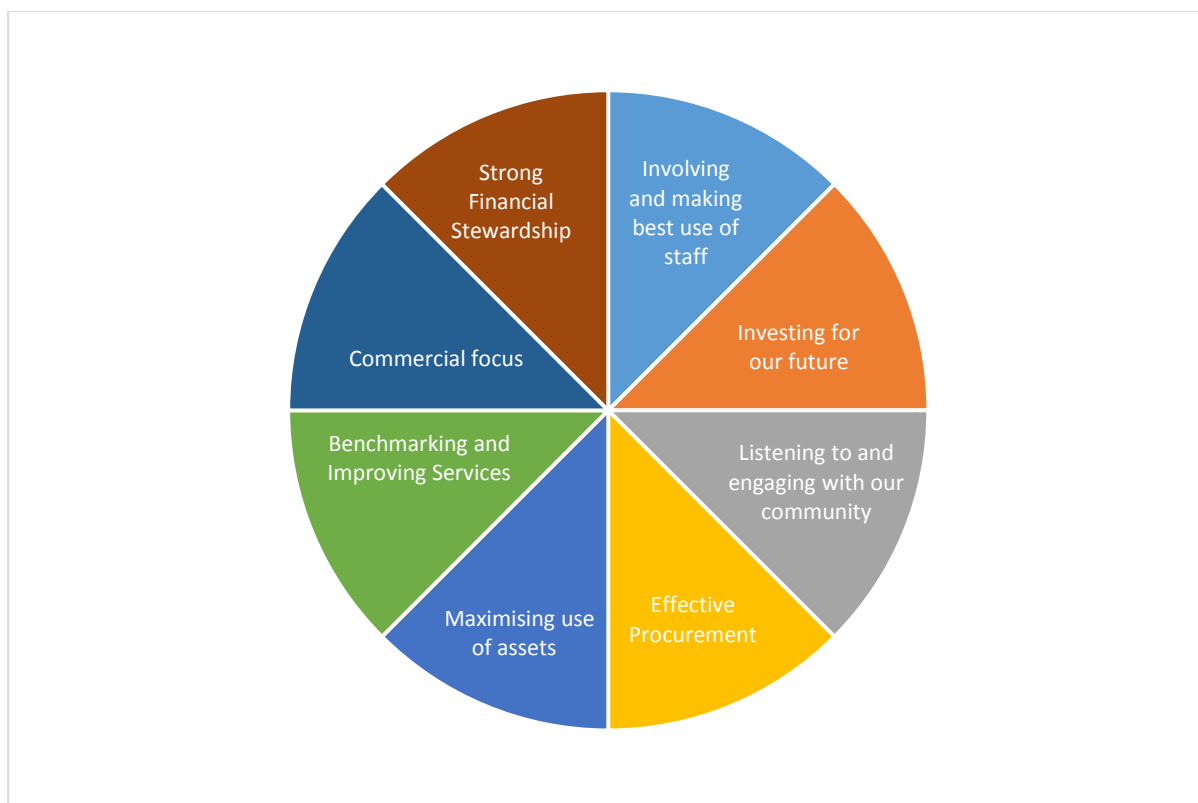 Strong
Financial
Stewardship
Involving
and making
best use of
staff
Investing for
our future
Commercial focus
Listening to and
engaging with our
community
Benchmarking and
Improving Services
Effective
Procurement
Maximising use
of assets